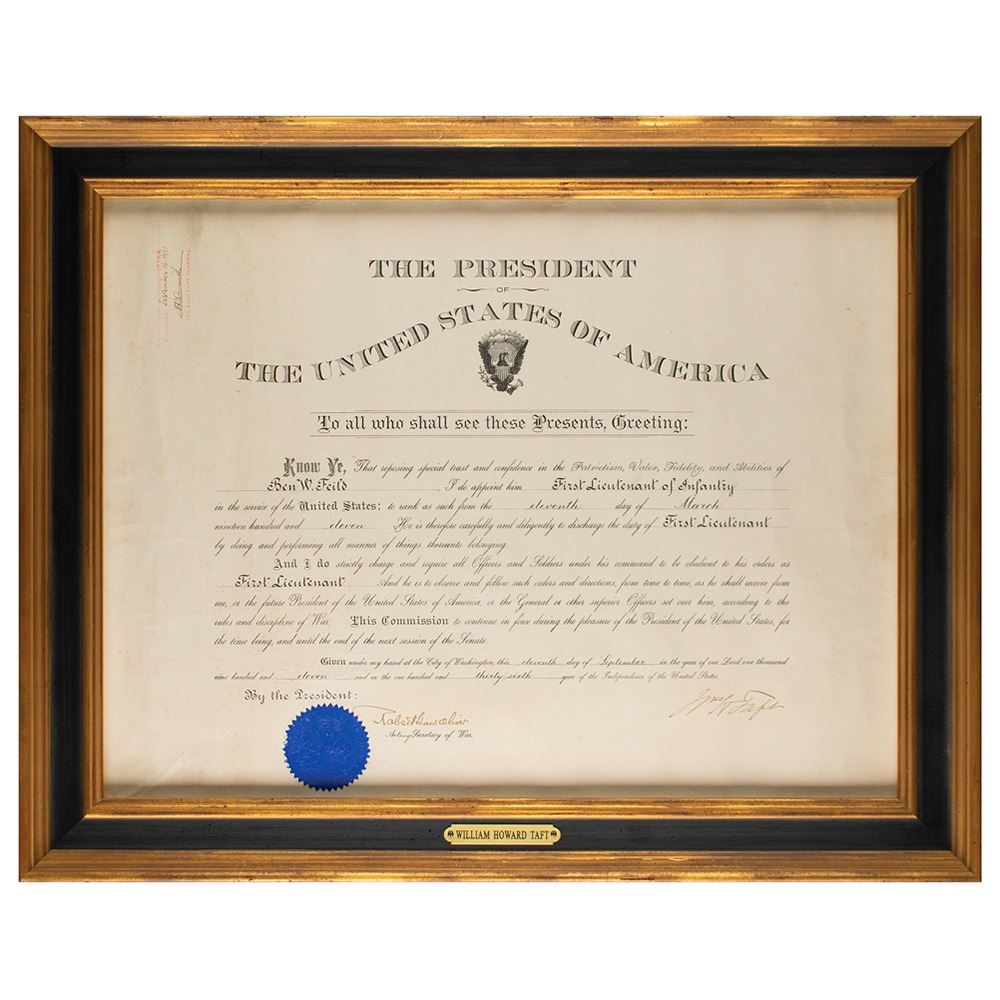 THE PRESIDENT
OF
THE UNITED STATES OF AMERICA
To all who shall see these Presents, Greeting:
Know Ye, That reposing special trust and confidence in the Patriotism, Valor, Fidelity, and Abilities of
Ben W. Feild, I do appoint him First Lieutenant of Infantry
in the service of the United States: to rank as such from the eleventh day of March
nineteen hundred and eleven He is therefore carefully and diligently to discharge the duty of First Lieutenant
by doing and performing all manner of things thereunto belonging.
And I do strictly charge and require all Officers and Soldiers under his command to be obedient to his orders as
First Lieutenant And he is to observe and follow such orders and directions, from time to time, as he shall receive from
me, or the future President of the United States of America, or the General or other superior Officers set over him, according to the
rules and discipline of War. This Commission to continue in force during the pleasure of the President of the United States, for
the time being, and until the end of the next session of the Senate.
Given under my hand at the City of Washington, this eleventh day of September in the year of our Lord one thousand
nine hundred and eleven and in the one hundred and thirty sixth year of the Independence of the United States.
By the President:
Wm H Taft
Robert Shaw Oliver
Acting Secretary of War.
WILLIAM HOWARD TAFT